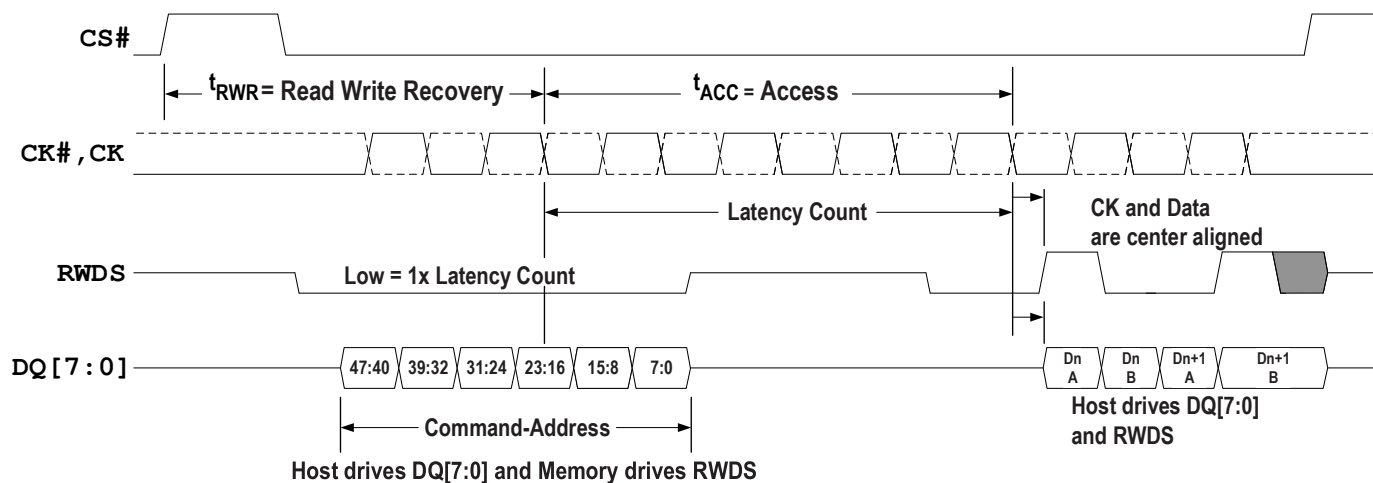 CS#
tRWR= Read Write Recovery
tACC = Access
CK#,CK
Latency Count
CK and Data
are center aligned
RWDS
Low = 1x Latency Count
DQ[7:0]
47:40 39:32 31:24 23:16 15:8 7:0
Dn Dn Dn+1 Dn+1
A B A B
Command-Address
Host drives DQ[7:0]
and RWDS
Host drives DQ[7:0] and Memory drives RWDS